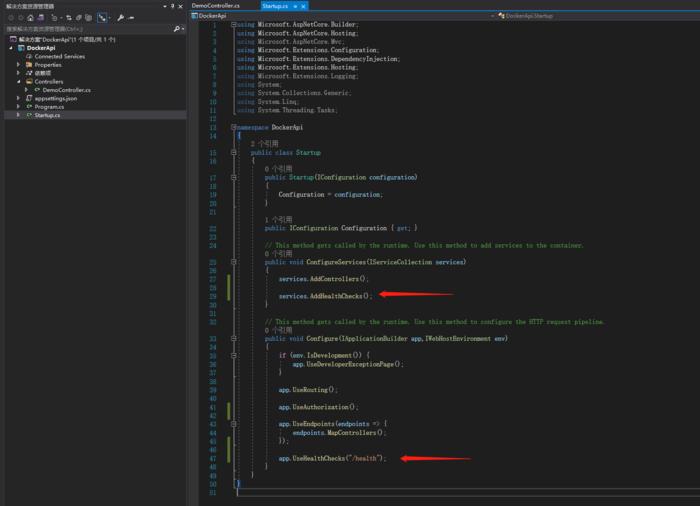 解决方案资源管理器
搜索解决方案资源管理器(Ctrl+;)
解决方案"DockerApi"(1 个项目/共 1 个)
DockerApi
Connected Services
Properties
依赖项
Controllers
DemoController.cs
appsettings.json
Program.cs
Startup.cs
DemoController.cs
Startup.cs
DockerApi
DockerApi.Startup
1 using Microsoft.AspNetCore.Builder;
2 using Microsoft.AspNetCore.Hosting;
3 using Microsoft.AspNetCore.Mvc;
4 using Microsoft.Extensions.Configuration;
5 using Microsoft.Extensions.DependencyInjection;
6 using Microsoft.Extensions.Hosting;
7 using Microsoft.Extensions.Logging;
8 using System;
9 using System.Collections.Generic;
10 using System.Linq;
11 using System.Threading.Tasks;
12
13 namespace DockerApi
14 {
2 个引用
15 public class Startup
16 {
0 个引用
17 public Startup(IConfiguration configuration)
18 {
19 Configuration = configuration;
20 }
21
1 个引用
22 public IConfiguration Configuration { get; }
23
24 // This method gets called by the runtime. Use this method to add services to the container.
0 个引用
25 public void ConfigureServices(IServiceCollection services)
26 {
27 services.AddControllers();
28
29 services.AddHealthChecks();
30 }
31
32 // This method gets called by the runtime. Use this method to configure the HTTP request pipeline.
0 个引用
33 public void Configure(IApplicationBuilder app,IWebHostEnvironment env)
34 {
35 if (env.IsDevelopment()) {
36 app.UseDeveloperExceptionPage();
37 }
38
39 app.UseRouting();
40
41 app.UseAuthorization();
42
43 app.UseEndpoints(endpoints => {
44 endpoints.MapControllers();
45 });
46
47 app.UseHealthChecks("/health");
48 }
49 }
50 }
51